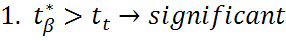 1. t*β > tt → significant